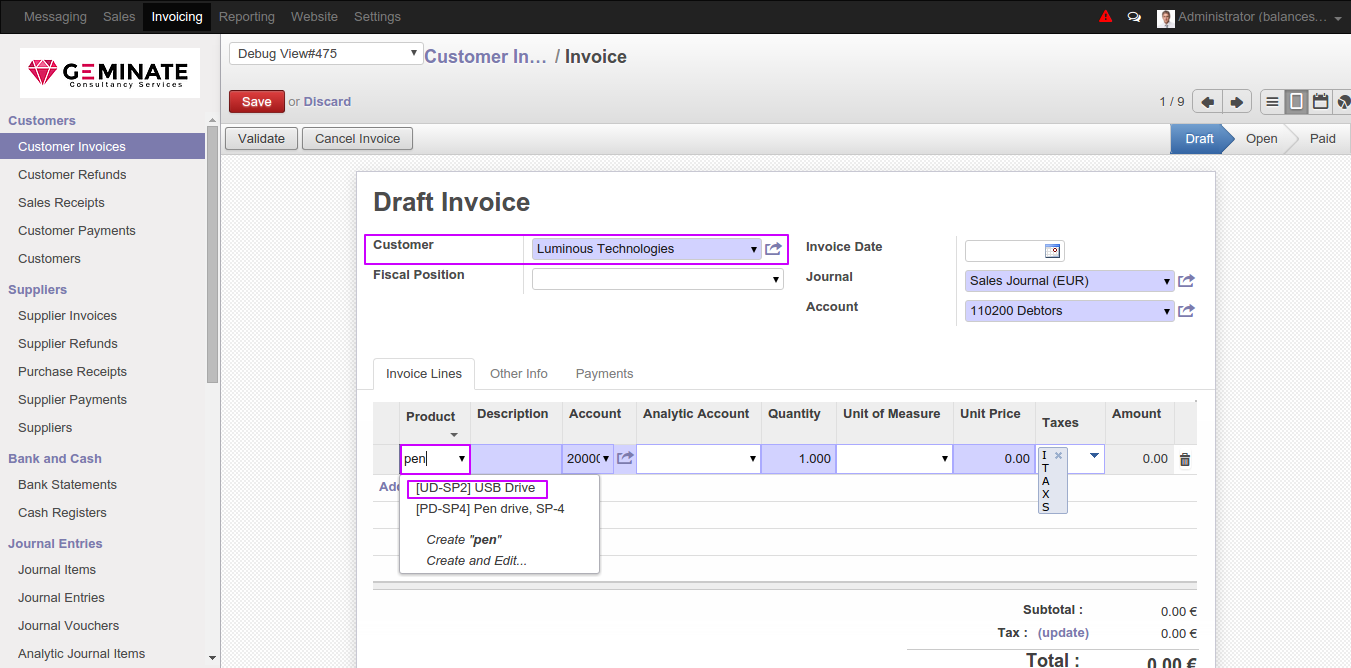 Messaging Sales Invoicing Reporting Website Settings Administrator (balances...
GEMINATE
Consultancy Services
Customers
Customer Invoices
Customer Refunds
Sales Receipts
Customer Payments
Customers
Suppliers
Supplier Invoices
Supplier Refunds
Purchase Receipts
Supplier Payments
Suppliers
Bank and Cash
Bank Statements
Cash Registers
Journal Entries
Journal Items
Journal Entries
Journal Vouchers
Analytic Journal Items
Debug View#475 Customer In... / Invoice
Save or Discard 1 / 9
Validate Cancel Invoice Draft Open Paid
Draft Invoice
Customer Luminous Technologies
Fiscal Position
Invoice Date
Journal Sales Journal (EUR)
Account 110200 Debtors
Invoice Lines Other Info Payments
Product Description Account Analytic Account Quantity Unit of Measure Unit Price Taxes Amount
pen 20000 1.000 0.00 0.00
I
T
A
X
S
[UD-SP2] USB Drive
[PD-SP4] Pen drive, SP-4
Create "pen"
Create and Edit...
Subtotal : 0.00 €
Tax : (update) 0.00 €
Total : 0.00 €